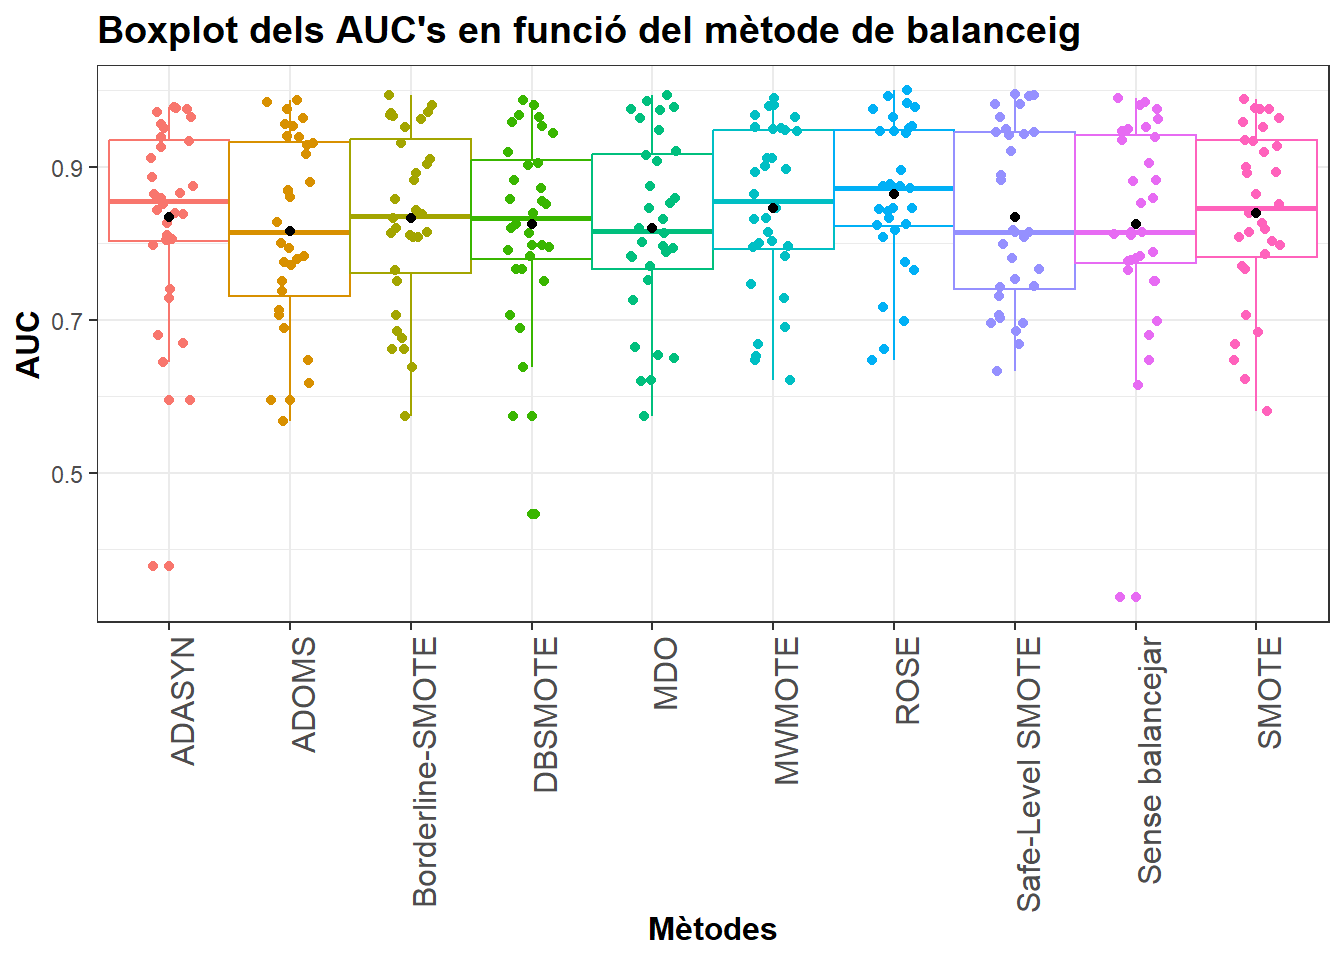 Boxplot dels AUC's en funció del mètode de balanceig
AUC
0.9
0.7
0.5
ADASYN
ADOMS
Borderline-SMOTE
DBSMOTE
MDO
MWMOTE
ROSE
Safe-Level SMOTE
Sense balancejar
SMOTE
Mètodes